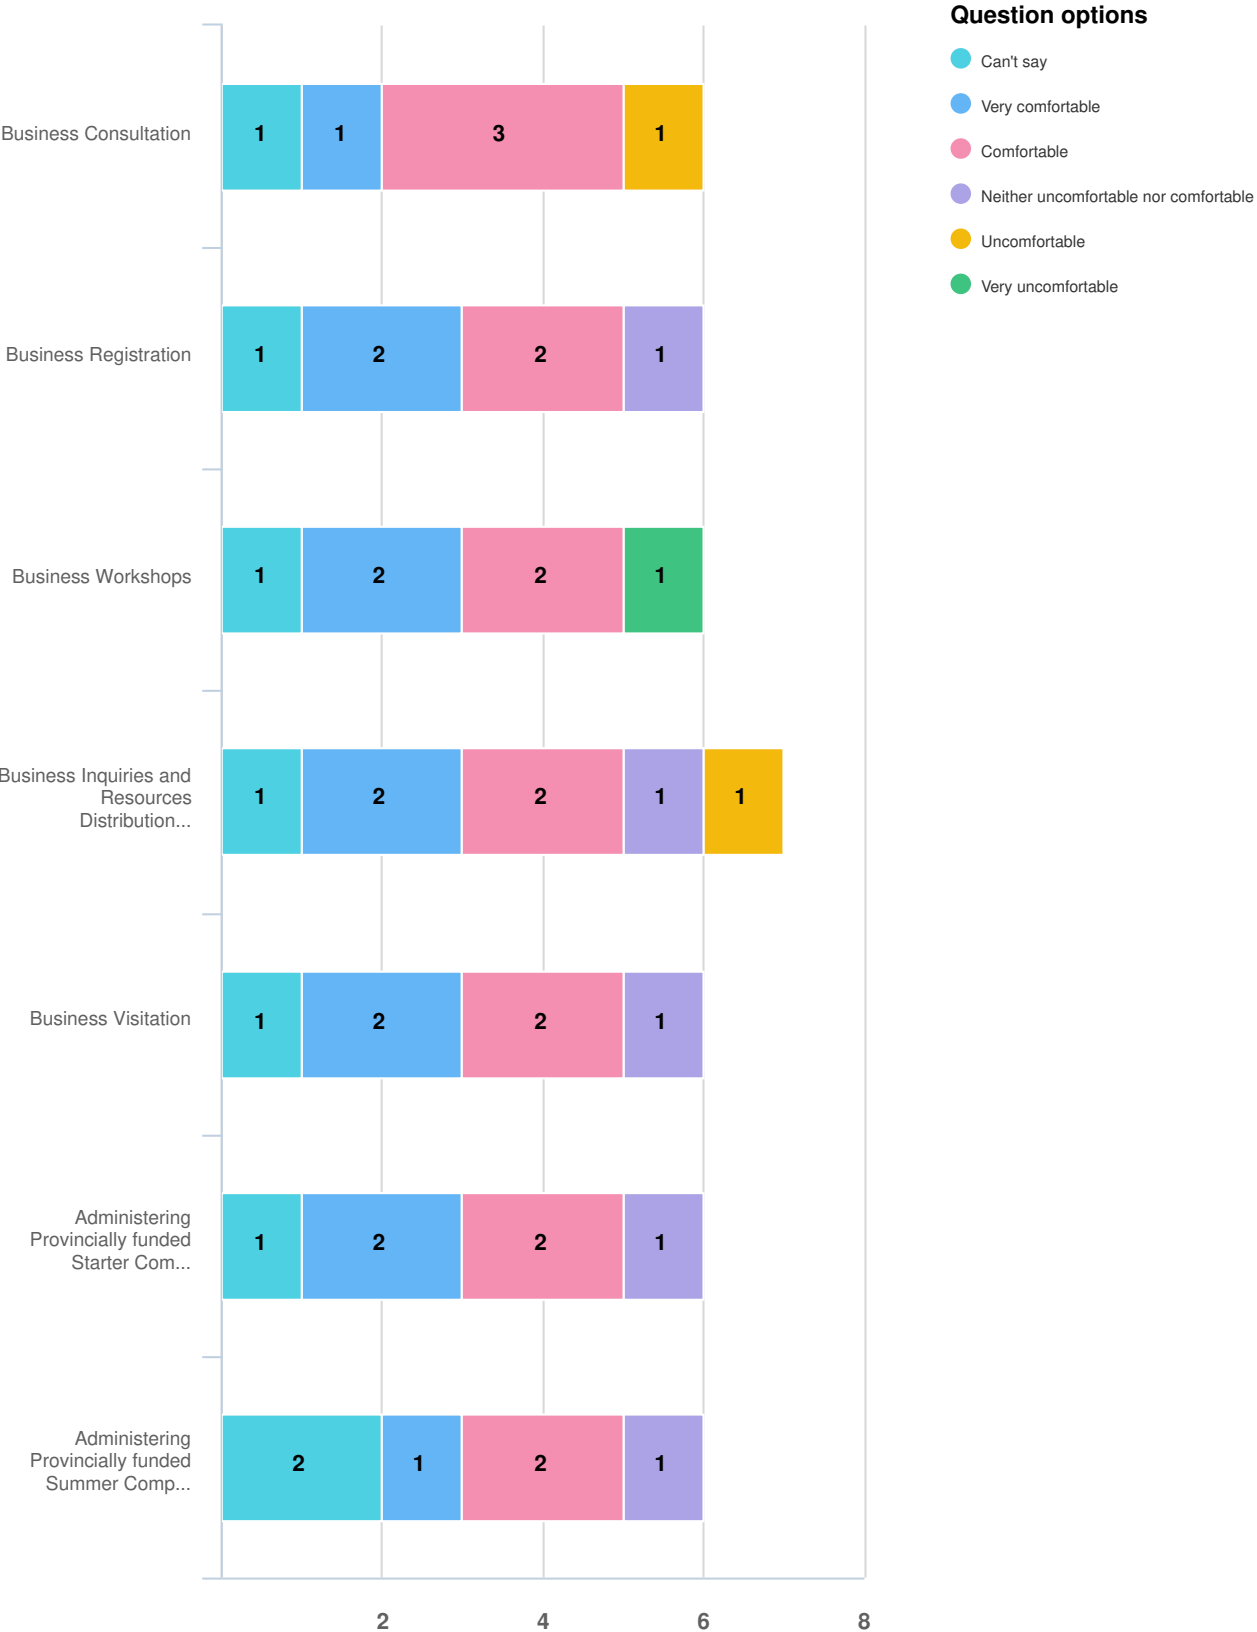 Question options
Can't say
Very comfortable
Comfortable
Neither uncomfortable nor comfortable
Uncomfortable
Very uncomfortable
Business Consultation
1 1 3 1
Business Registration
1 2 2 1
Business Workshops
1 2 2 1
Business Inquiries and
Resources
Distribution...
1 2 2 1 1
Business Visitation
1 2 2 1
Administering
Provincially funded
Starter Com...
1 2 2 1
Administering
Provincially funded
Summer Comp...
2 1 2 1
2 4 6 8